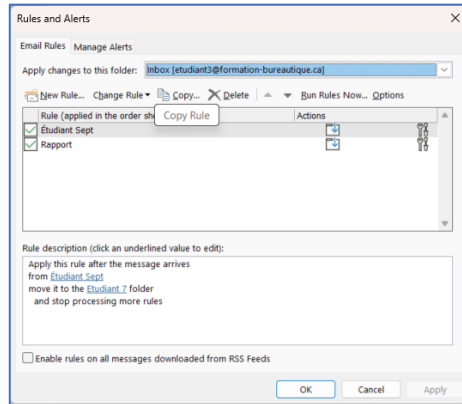 Rules and Alerts
Email Rules Manage Alerts
Apply changes to this folder: Inbox [etudiant3@formation-bureautique.ca]
New Rule... Change Rule Copy... Delete Run Rules Now... Options
Rule (applied in the order sh Actions
Copy Rule
Étudiant Sept
Rapport
Rule description (click an underlined value to edit):
Apply this rule after the message arrives
from Étudiant Sept
move it to the Etudiant 7 folder
and stop processing more rules
Enable rules on all messages downloaded from RSS Feeds
OK Cancel Apply